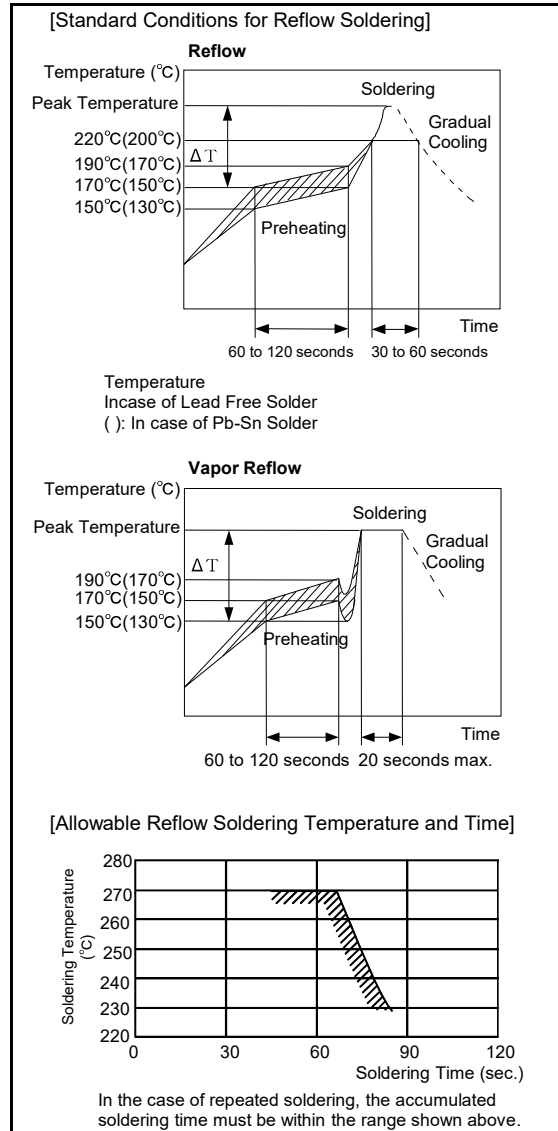 [Standard Conditions for Reflow Soldering]
Reflow
Temperature (°C)
Peak Temperature
Soldering
Gradual
Cooling
220°C(200°C)
ΔT
190°C(170°C)
170°C(150°C)
150°C(130°C)
Preheating
Time
60 to 120 seconds
30 to 60 seconds
Temperature
Incase of Lead Free Solder
( ): In case of Pb-Sn Solder
Vapor Reflow
Temperature (°C)
Soldering
Peak Temperature
Gradual
Cooling
ΔT
190°C(170°C)
170°C(150°C)
150°C(130°C)
Preheating
Time
60 to 120 seconds
20 seconds max.
[Allowable Reflow Soldering Temperature and Time]
Soldering Temperature
(°C)
280
270
260
250
240
230
220
0
30
60
90
120
Soldering Time (sec.)
In the case of repeated soldering, the accumulated
soldering time must be within the range shown above.